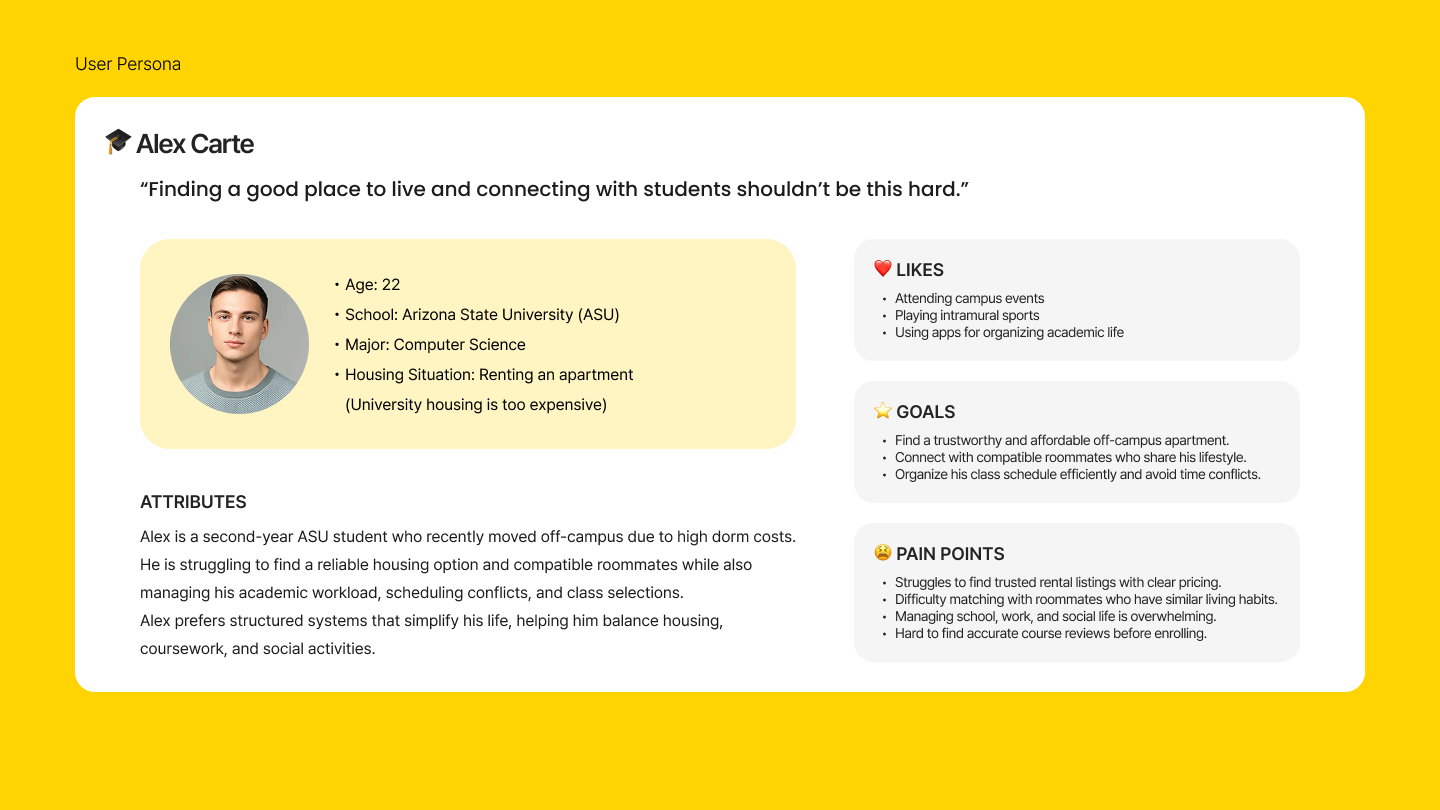 User Persona
🎓 Alex Carte
“Finding a good place to live and connecting with students shouldn’t be this hard.”
• Age: 22
• School: Arizona State University (ASU)
• Major: Computer Science
• Housing Situation: Renting an apartment
(University housing is too expensive)
ATTRIBUTES
Alex is a second-year ASU student who recently moved off-campus due to high dorm costs.
He is struggling to find a reliable housing option and compatible roommates while also
managing his academic workload, scheduling conflicts, and class selections.
Alex prefers structured systems that simplify his life, helping him balance housing,
coursework, and social activities.
❤️ LIKES
• Attending campus events
• Playing intramural sports
• Using apps for organizing academic life
⭐ GOALS
• Find a trustworthy and affordable off-campus apartment.
• Connect with compatible roommates who share his lifestyle.
• Organize his class schedule efficiently and avoid time conflicts.
😫 PAIN POINTS
• Struggles to find trusted rental listings with clear pricing.
• Difficulty matching with roommates who have similar living habits.
• Managing school, work, and social life is overwhelming.
• Hard to find accurate course reviews before enrolling.